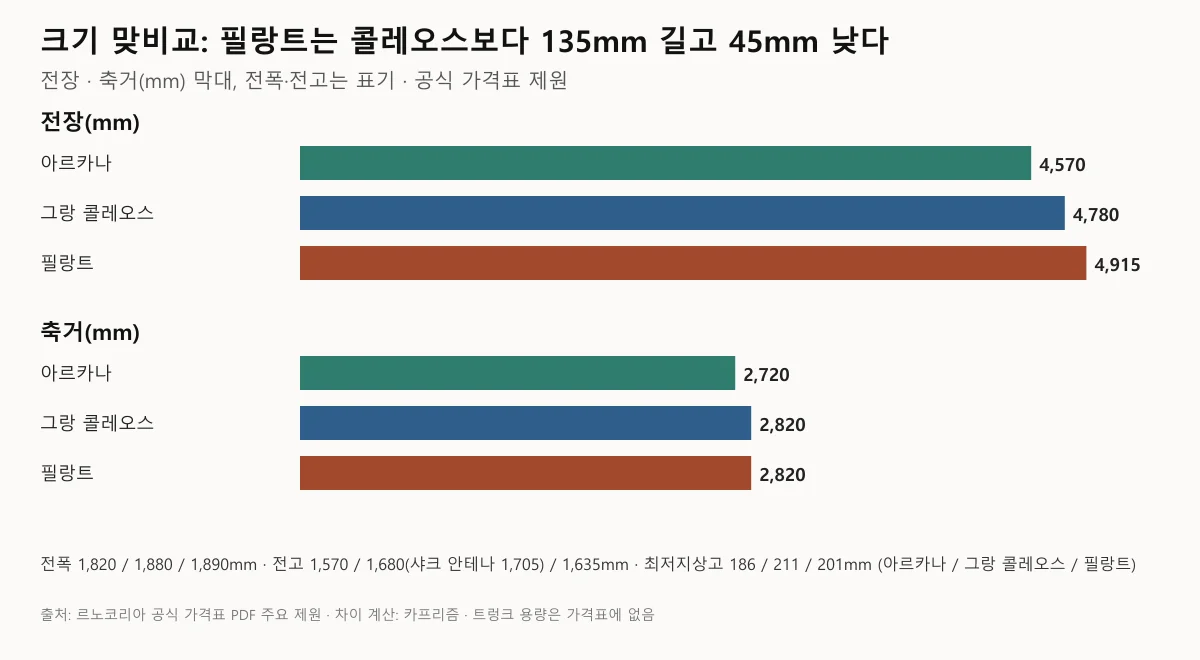 크기 맞비교: 필랑트는 콜레오스보다 135mm 길고 45mm 낮다
전장 · 축거(mm) 막대, 전폭·전고는 표기 · 공식 가격표 제원
전장(mm)
아르카나 4,570
그랑 콜레오스 4,780
필랑트 4,915
축거(mm)
아르카나 2,720
그랑 콜레오스 2,820
필랑트 2,820
전폭 1,820 / 1,880 / 1,890mm · 전고 1,570 / 1,680(샤크 안테나 1,705) / 1,635mm · 최저지상고 186 / 211 / 201mm (아르카나 / 그랑 콜레오스 / 필랑트)
출처: 르노코리아 공식 가격표 PDF 주요 제원 · 차이 계산: 카프리즘 · 트렁크 용량은 가격표에 없음